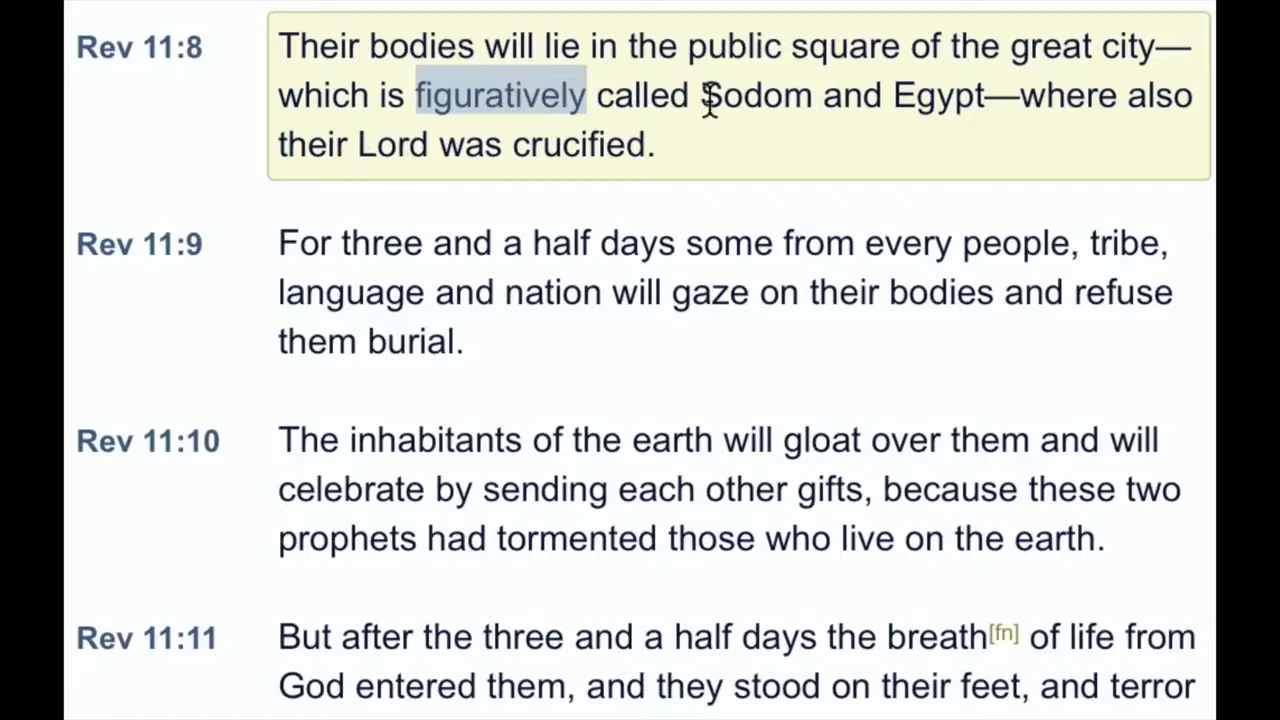 Rev 11:8 Their bodies will lie in the public square of the great city—
which is figuratively called Sodom and Egypt—where also
their Lord was crucified.
Rev 11:9 For three and a half days some from every people, tribe,
language and nation will gaze on their bodies and refuse
them burial.
Rev 11:10 The inhabitants of the earth will gloat over them and will
celebrate by sending each other gifts, because these two
prophets had tormented those who live on the earth.
Rev 11:11 But after the three and a half days the breath[fn] of life from
God entered them, and they stood on their feet, and terror